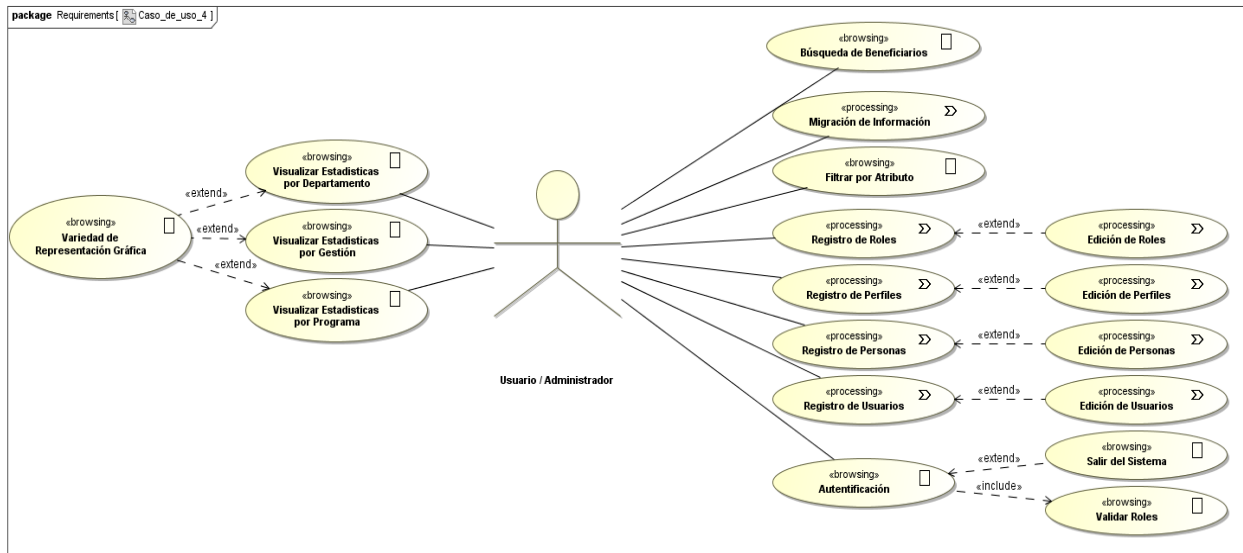 package Requirements [ Caso_de_uso_4 ]
«browsing»
Búsqueda de Beneficiarios
«processing»
Migración de Información
«browsing»
Filtrar por Atributo
«browsing»
Visualizar Estadisticas
por Departamento
«extend»
«browsing»
Variedad de
Representación Gráfica
«extend»
«browsing»
Visualizar Estadisticas
por Gestión
«extend»
«browsing»
Visualizar Estadisticas
por Programa
Usuario / Administrador
«processing»
Registro de Roles
«extend»
«processing»
Edición de Roles
«processing»
Registro de Perfiles
«extend»
«processing»
Edición de Perfiles
«processing»
Registro de Personas
«extend»
«processing»
Edición de Personas
«processing»
Registro de Usuarios
«extend»
«processing»
Edición de Usuarios
«browsing»
Autentificación
«extend»
«browsing»
Salir del Sistema
«include»
«browsing»
Validar Roles